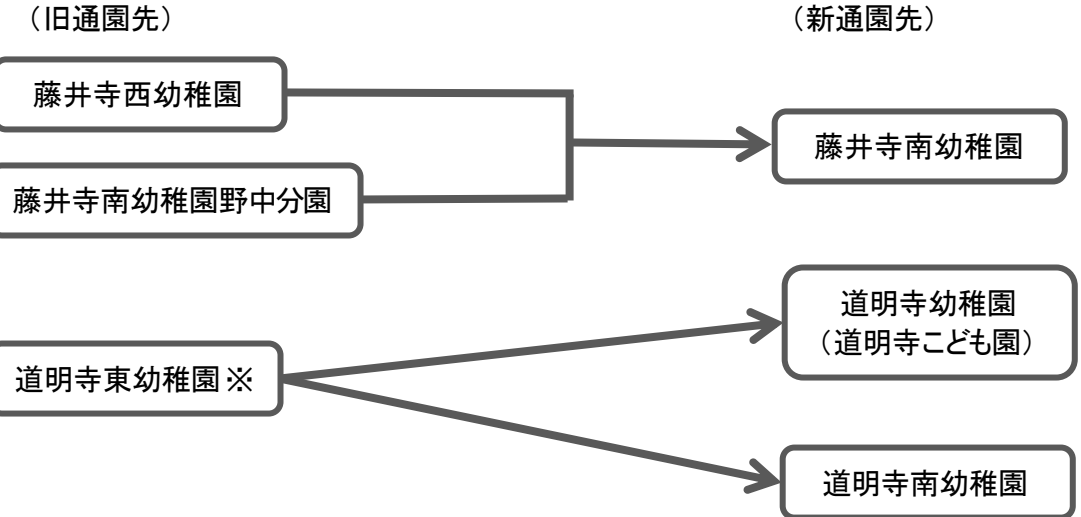 （旧通園先）
（新通園先）
藤井寺西幼稚園
藤井寺南幼稚園
藤井寺南幼稚園野中分園
道明寺幼稚園
（道明寺こども園）
道明寺東幼稚園※
道明寺南幼稚園